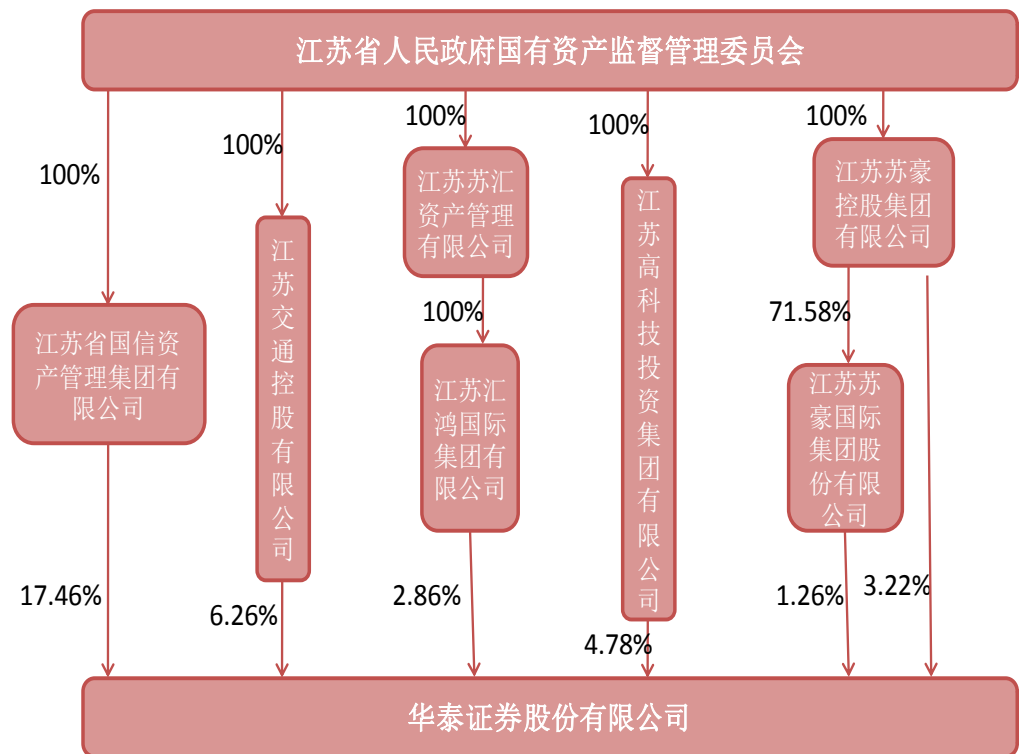 江苏省人民政府国有资产监督管理委员会
100%
100%
100%
100%
100%
江苏苏汇
资产管理
有限公司
江苏苏豪
控股集团
有限公司
江苏交通控股有限公司
江苏高科技投资集团有限公司
100%
71.58%
江苏省国信资
产管理集团有
限公司
江苏汇
鸿国际
集团有
限公司
江苏苏
豪国际
集团股
份有限
公司
17.46%
6.26%
2.86%
4.78%
1.26%
3.22%
华泰证券股份有限公司